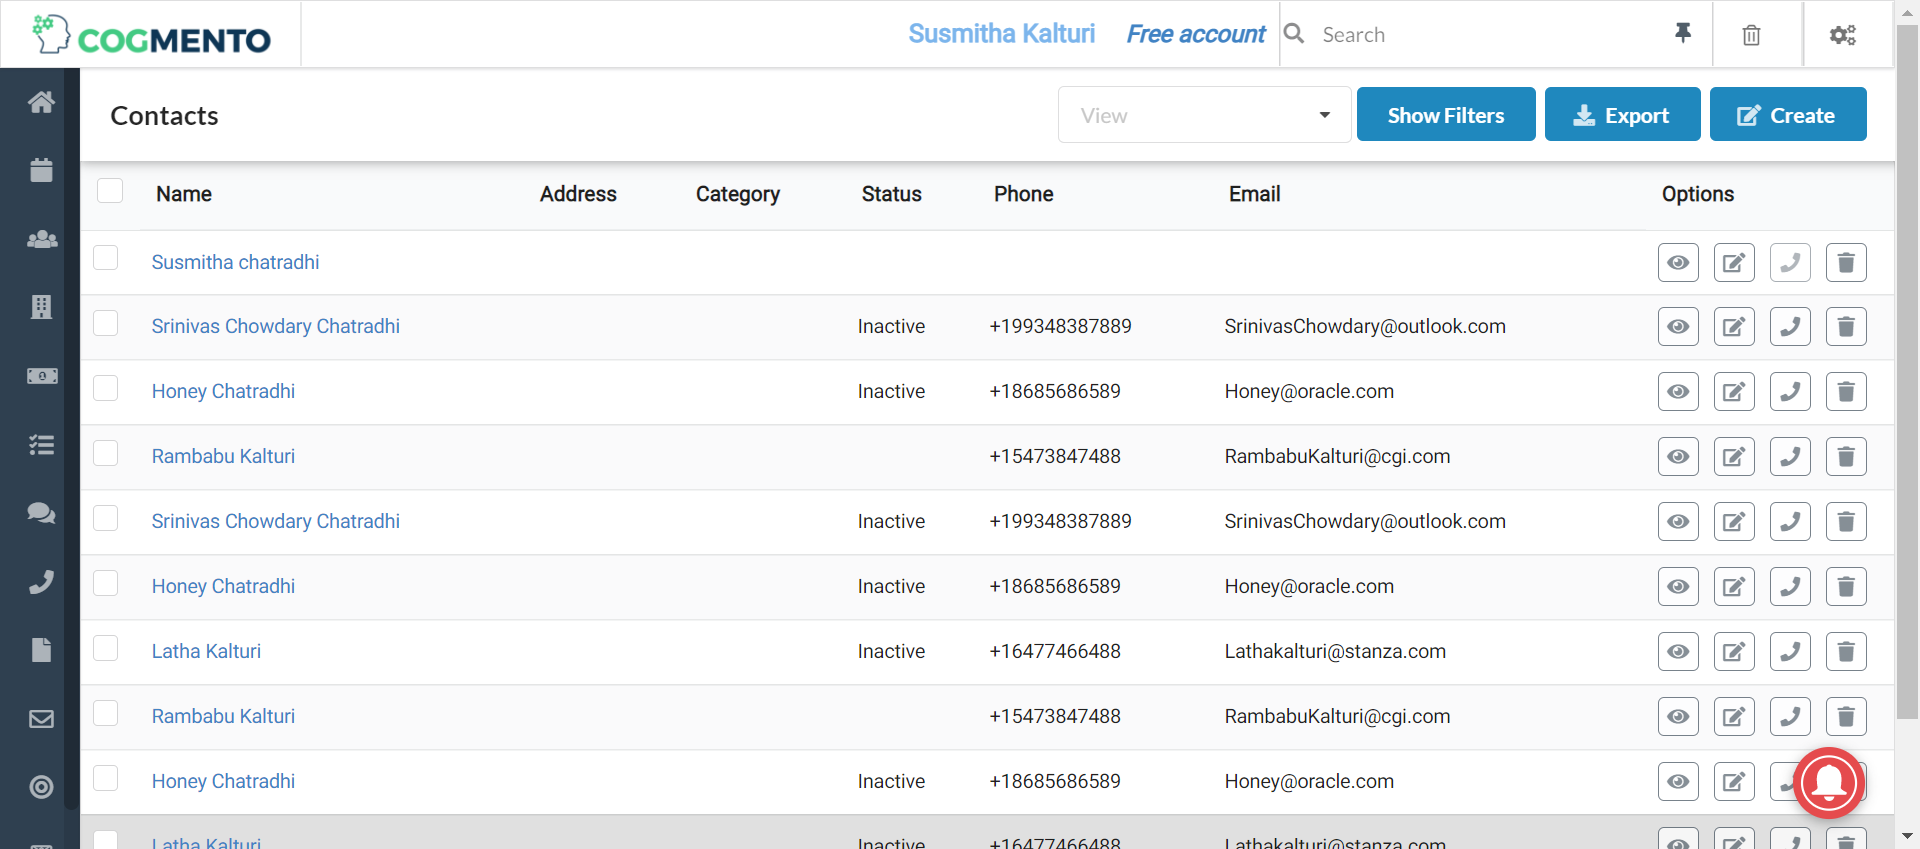 COGMENTO
Susmitha Kalturi Free account Search
Contacts View Show Filters Export Create
Name Address Category Status Phone Email Options
Susmitha chatradhi
Srinivas Chowdary Chatradhi Inactive +199348387889 SrinivasChowdary@outlook.com
Honey Chatradhi Inactive +18685686589 Honey@oracle.com
Rambabu Kalturi +15473847488 RambabuKalturi@cgi.com
Srinivas Chowdary Chatradhi Inactive +199348387889 SrinivasChowdary@outlook.com
Honey Chatradhi Inactive +18685686589 Honey@oracle.com
Latha Kalturi Inactive +16477466488 Lathakalturi@stanza.com
Rambabu Kalturi +15473847488 RambabuKalturi@cgi.com
Honey Chatradhi Inactive +18685686589 Honey@oracle.com
Latha Kalturi Inactive +16477466488 Lathakalturi@stanza.com